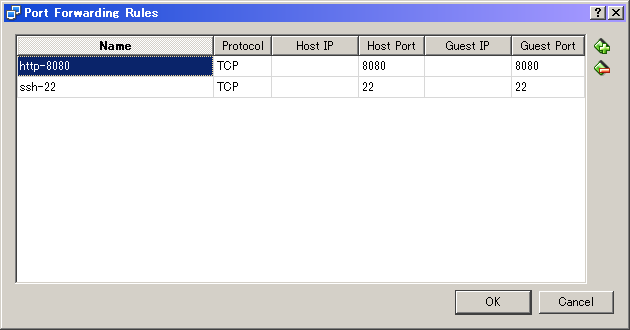 Port Forwarding Rules
Name Protocol Host IP Host Port Guest IP Guest Port
http-8080 TCP 8080 8080
ssh-22 TCP 22 22
OK Cancel